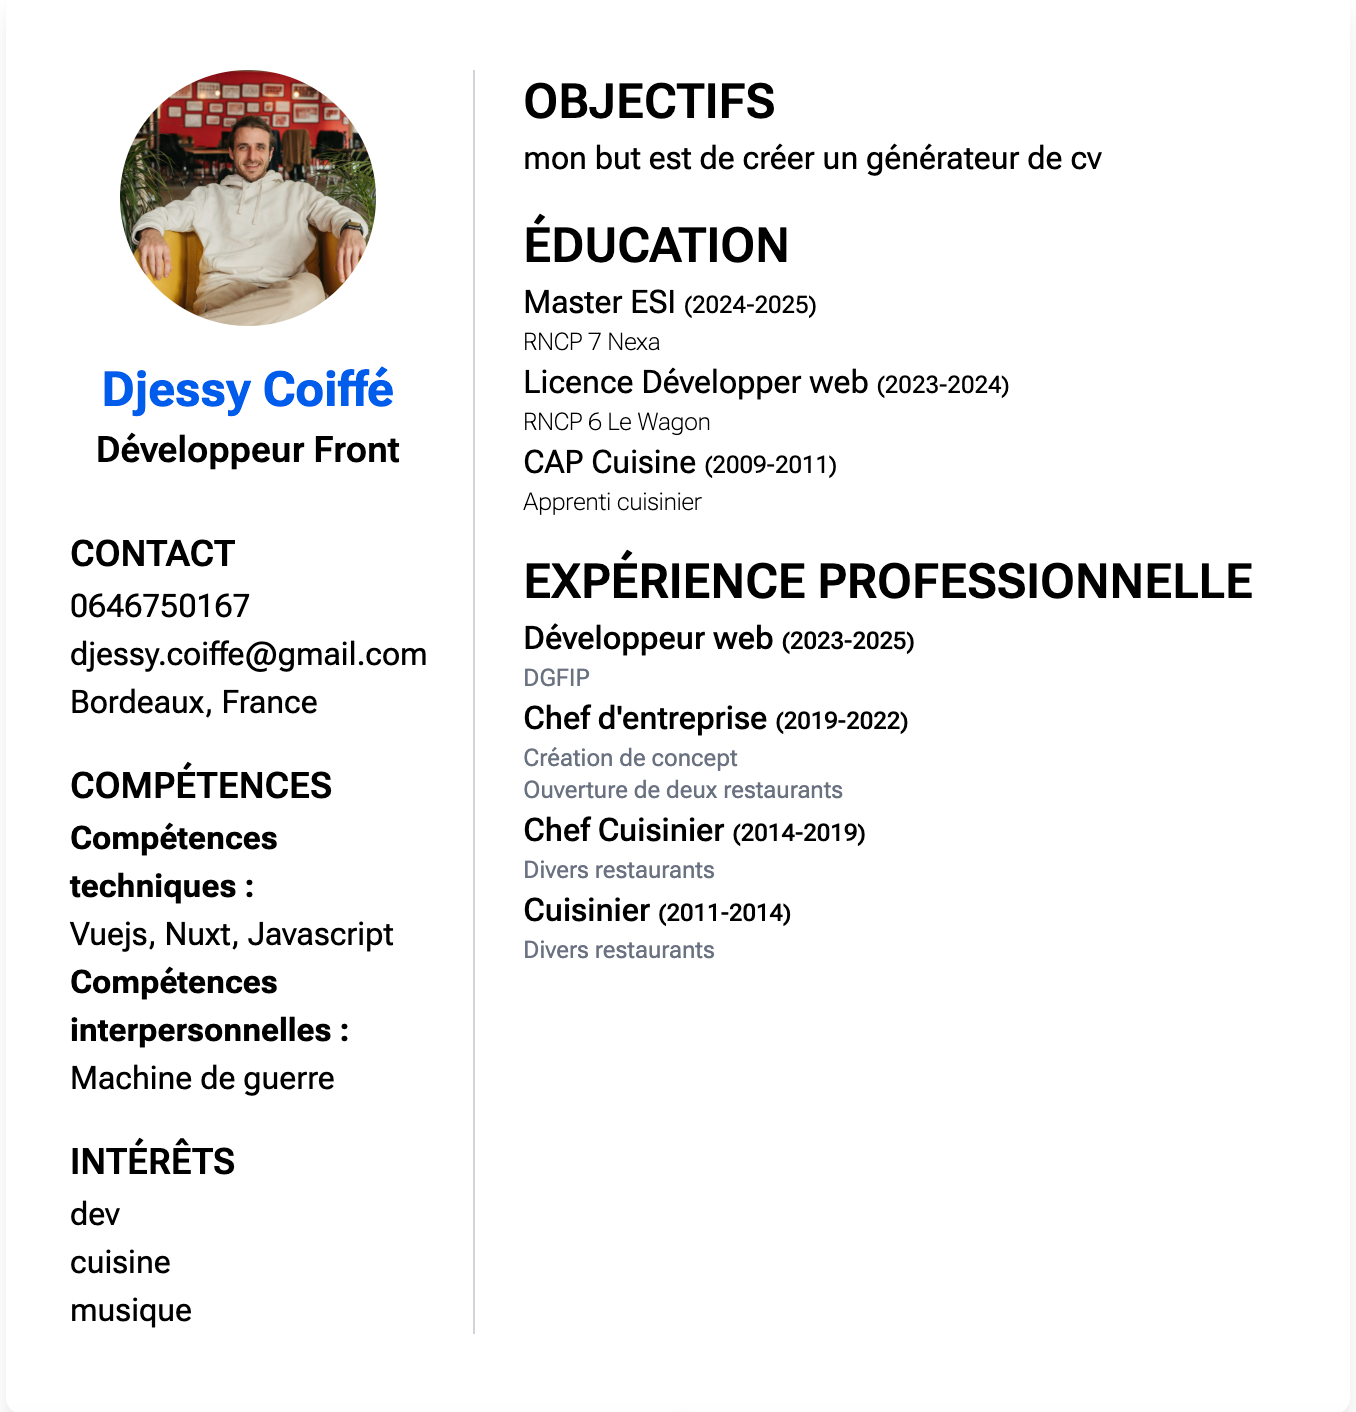 Djessy Coiffé
Développeur Front
CONTACT
0646750167
djessy.coiffe@gmail.com
Bordeaux, France
COMPÉTENCES
Compétences
techniques :
Vuejs, Nuxt, Javascript
Compétences
interpersonnelles :
Machine de guerre
INTÉRÊTS
dev
cuisine
musique
OBJECTIFS
mon but est de créer un générateur de cv
ÉDUCATION
Master ESI (2024-2025)
RNCP 7 Nexa
Licence Développer web (2023-2024)
RNCP 6 Le Wagon
CAP Cuisine (2009-2011)
Apprenti cuisinier
EXPÉRIENCE PROFESSIONNELLE
Développeur web (2023-2025)
DGFIP
Chef d'entreprise (2019-2022)
Création de concept
Ouverture de deux restaurants
Chef Cuisinier (2014-2019)
Divers restaurants
Cuisinier (2011-2014)
Divers restaurants